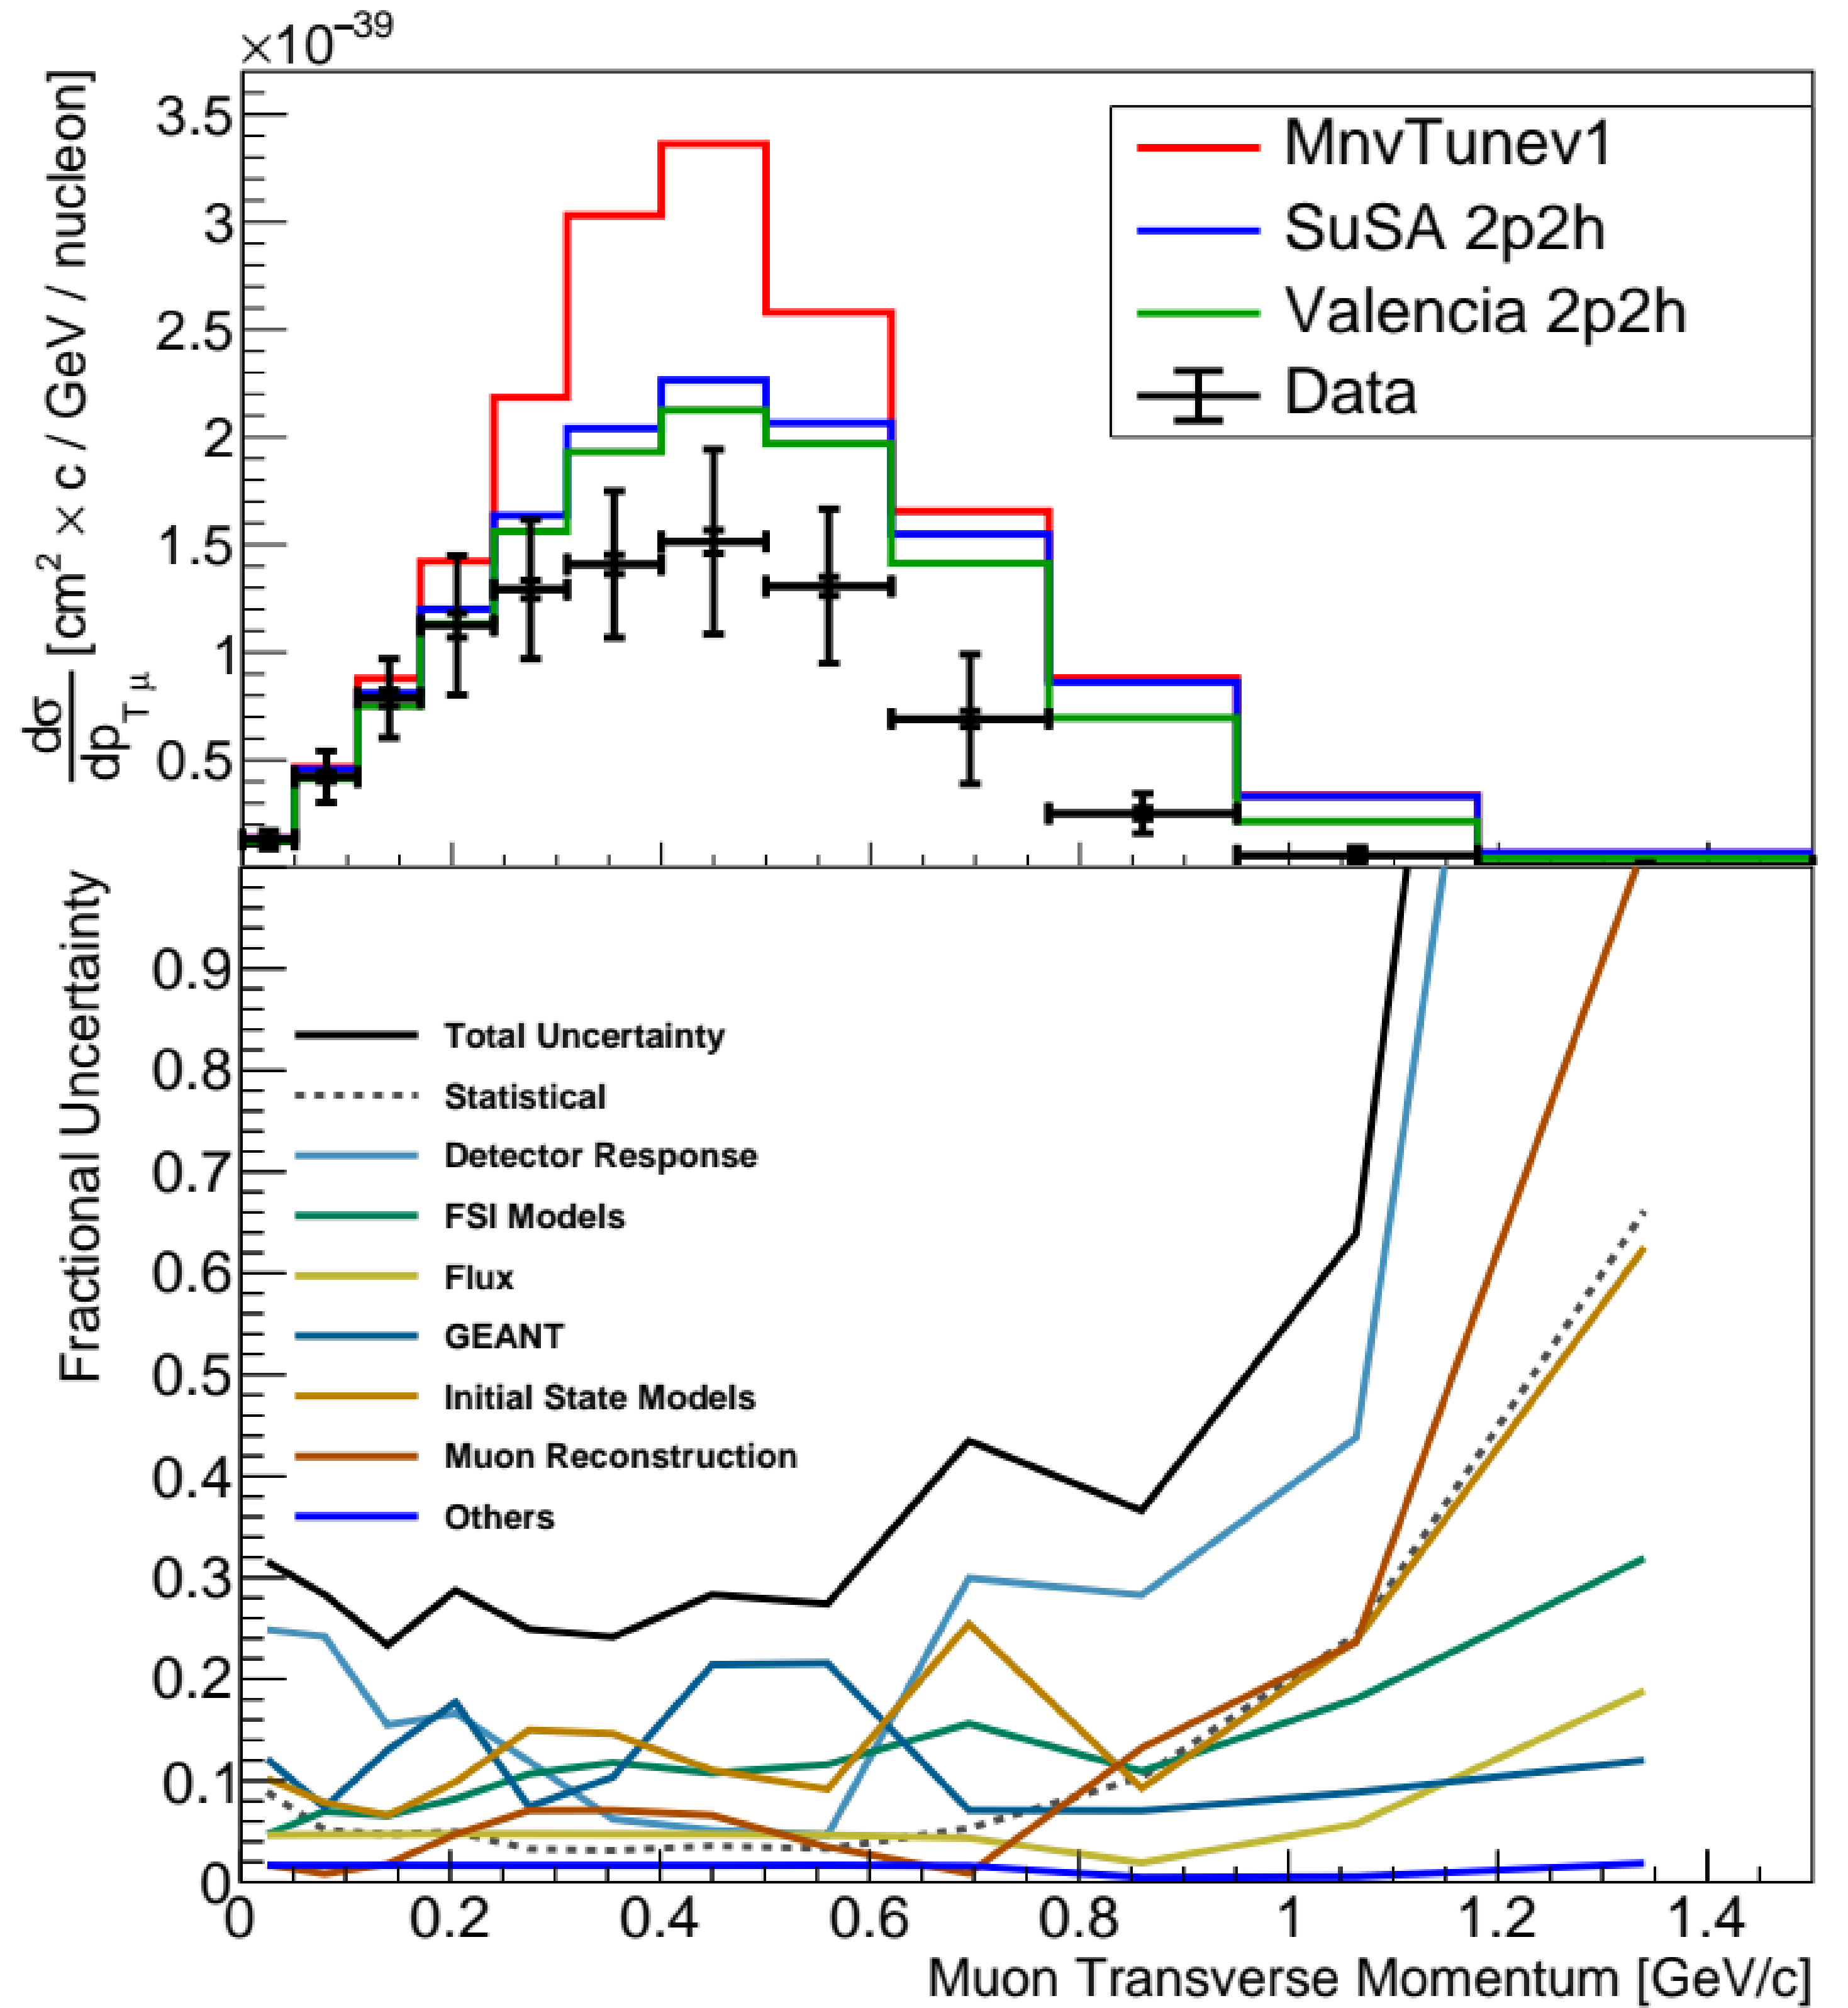 ×10⁻³⁹
dσ/dp_T μ [cm² × c / GeV / nucleon]
3.5
3
2.5
2
1.5
1
0.5
MnvTunev1
SuSA 2p2h
Valencia 2p2h
Data
Fractional Uncertainty
0.9
0.8
0.7
0.6
0.5
0.4
0.3
0.2
0.1
0
Total Uncertainty
Statistical
Detector Response
FSI Models
Flux
GEANT
Initial State Models
Muon Reconstruction
Others
0 0.2 0.4 0.6 0.8 1 1.2 1.4
Muon Transverse Momentum [GeV/c]